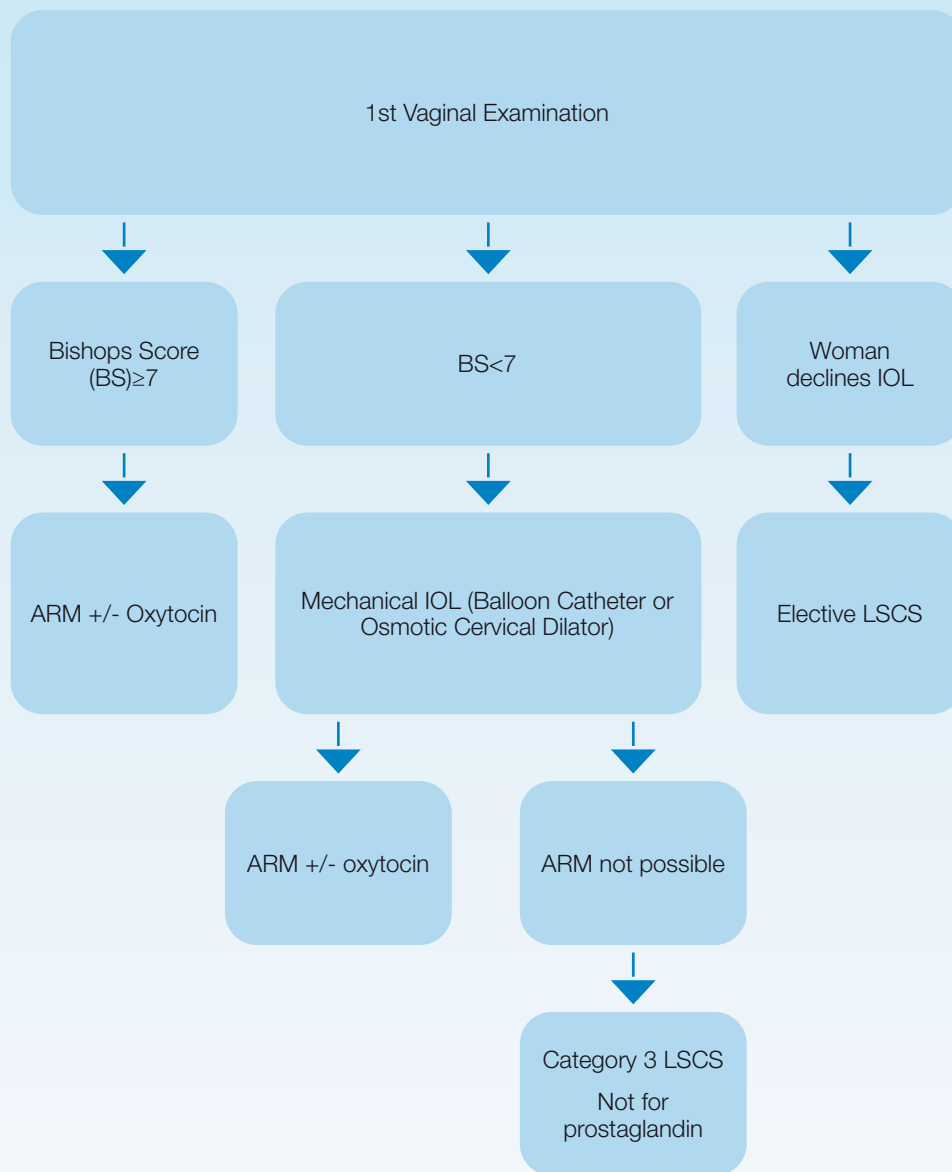 1st Vaginal Examination
Bishops Score
(BS)≥7
BS<7
Woman
declines IOL
ARM +/- Oxytocin
Mechanical IOL (Balloon Catheter or
Osmotic Cervical Dilator)
Elective LSCS
ARM +/- oxytocin
ARM not possible
Category 3 LSCS
Not for
prostaglandin